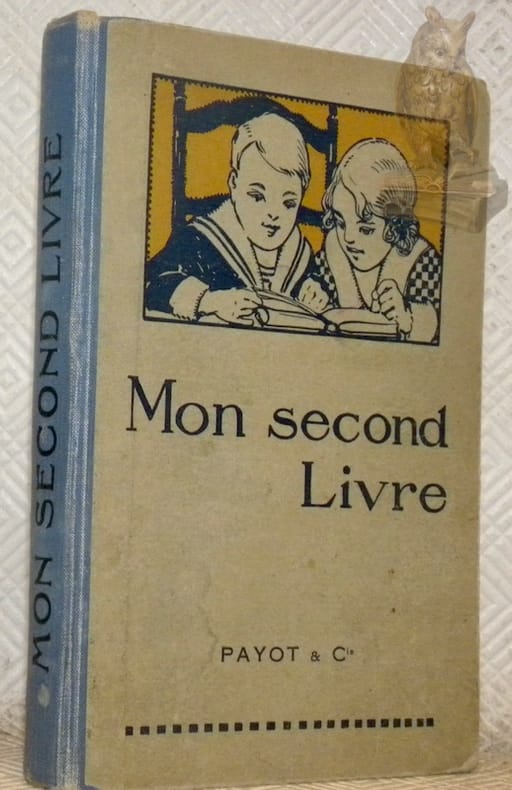 MON SECOND LIVRE
Mon second
Livre
PAYOT & Cie